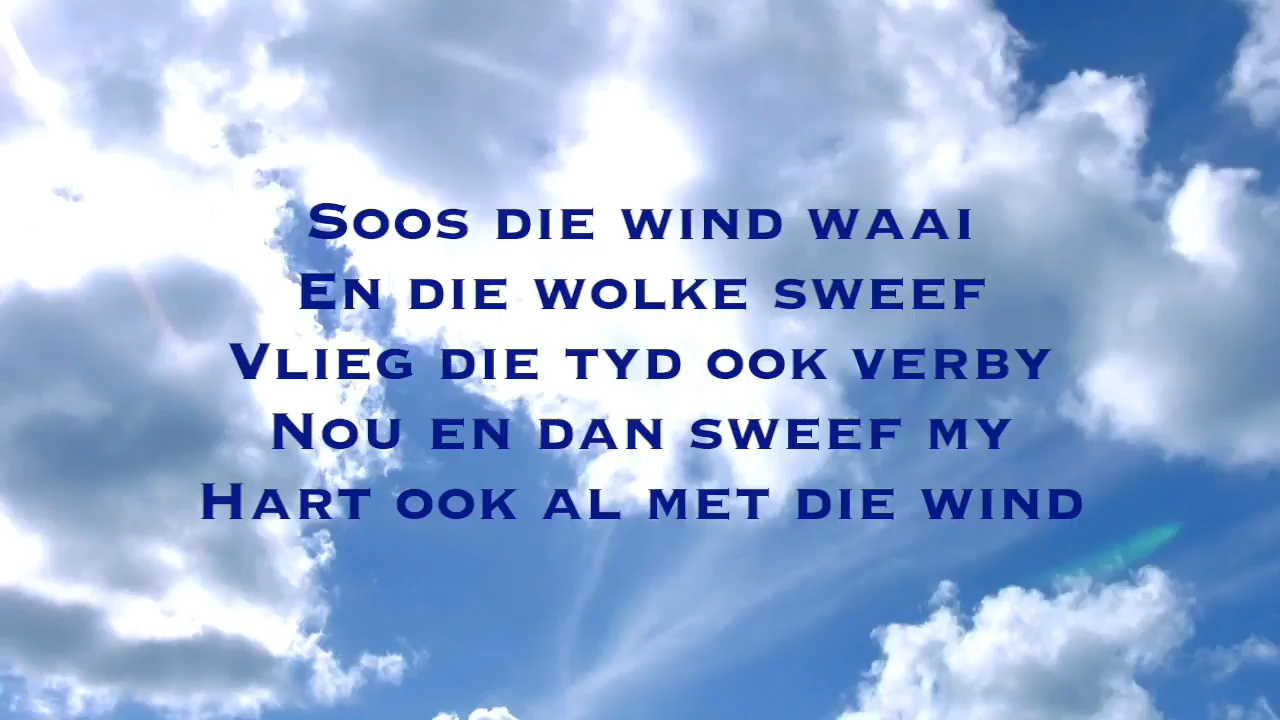 Soos die wind waai
En die wolke sweef
Vlieg die tyd ook verby
Nou en dan sweef my
Hart ook al met die wind